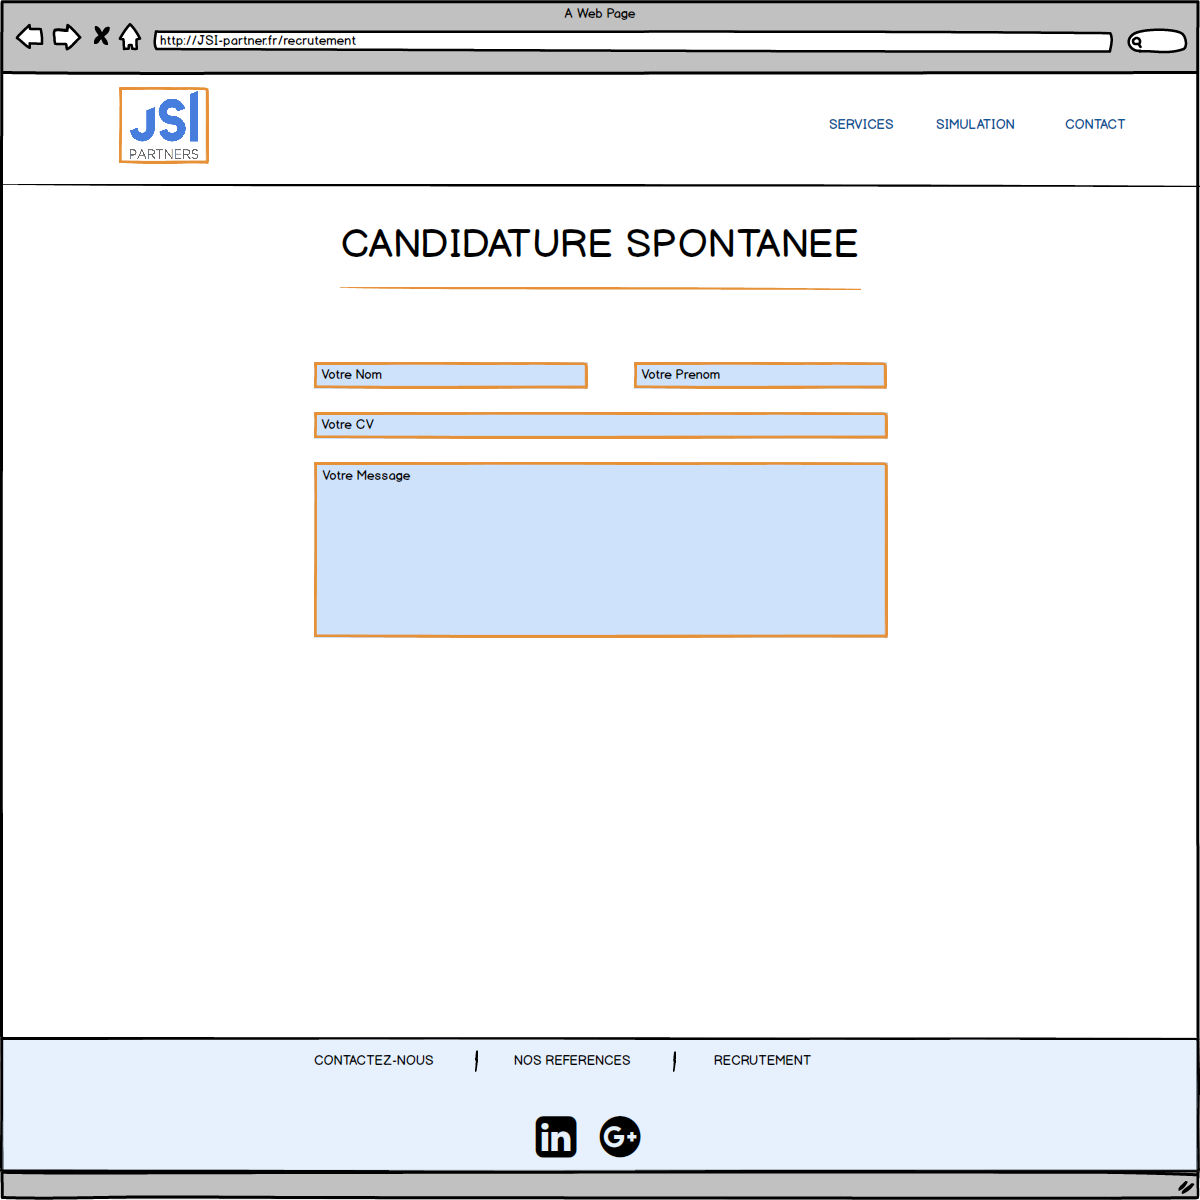 A Web Page
http://JSI-partner.fr/recrutement
JSI
PARTNERS
SERVICES SIMULATION CONTACT
CANDIDATURE SPONTANEE
Votre Nom Votre Prenom
Votre CV
Votre Message
CONTACTEZ-NOUS | NOS REFERENCES | RECRUTEMENT
in G+